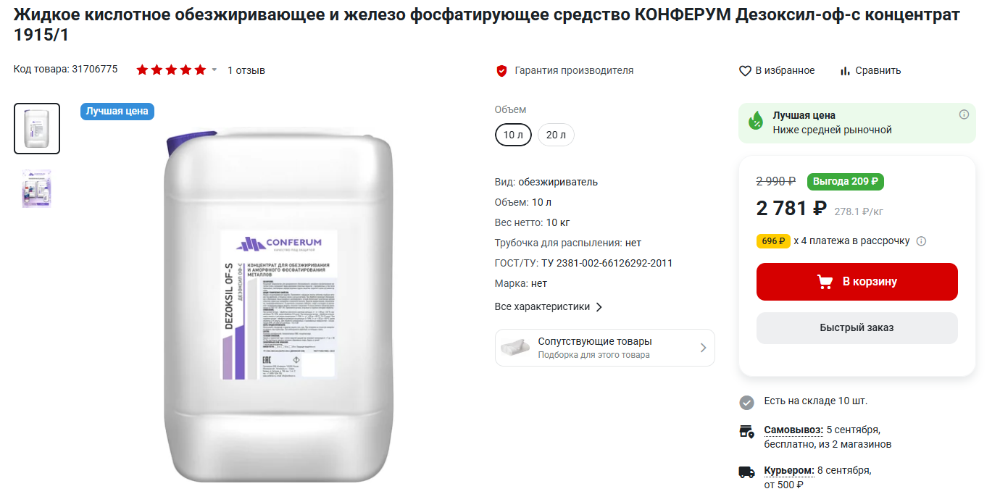 Жидкое кислотное обезжиривающее и железо фосфатирующее средство КОНФЕРУМ Дезоксил-оф-с концентрат
1915/1
Код товара: 31706775
1 отзыв
Гарантия производителя
В избранное
Сравнить
Лучшая цена
CONFERUM
КАЧЕСТВО ПОД ЗАЩИТОЙ
DEZOKSIL OF-S
ДЕЗОКСИЛ ОФ-С
КОНЦЕНТРАТ ДЛЯ ОБЕЗЖИРИВАНИЯ
И АМОРФНОГО ФОСФАТИРОВАНИЯ
МЕТАЛЛОВ
EAC
Объем
10 л
20 л
Вид: обезжириватель
Объем: 10 л
Вес нетто: 10 кг
Трубочка для распыления: нет
ГОСТ/ТУ: ТУ 2381-002-66126292-2011
Марка: нет
Все характеристики
Сопутствующие товары
Подборка для этого товара
Лучшая цена
Ниже средней рыночной
2 990 ₽
Выгода 209 ₽
2 781 ₽
278.1 ₽/кг
696 ₽ х 4 платежа в рассрочку
В корзину
Быстрый заказ
Есть на складе 10 шт.
Самовывоз: 5 сентября,
бесплатно, из 2 магазинов
Курьером: 8 сентября,
от 500 ₽